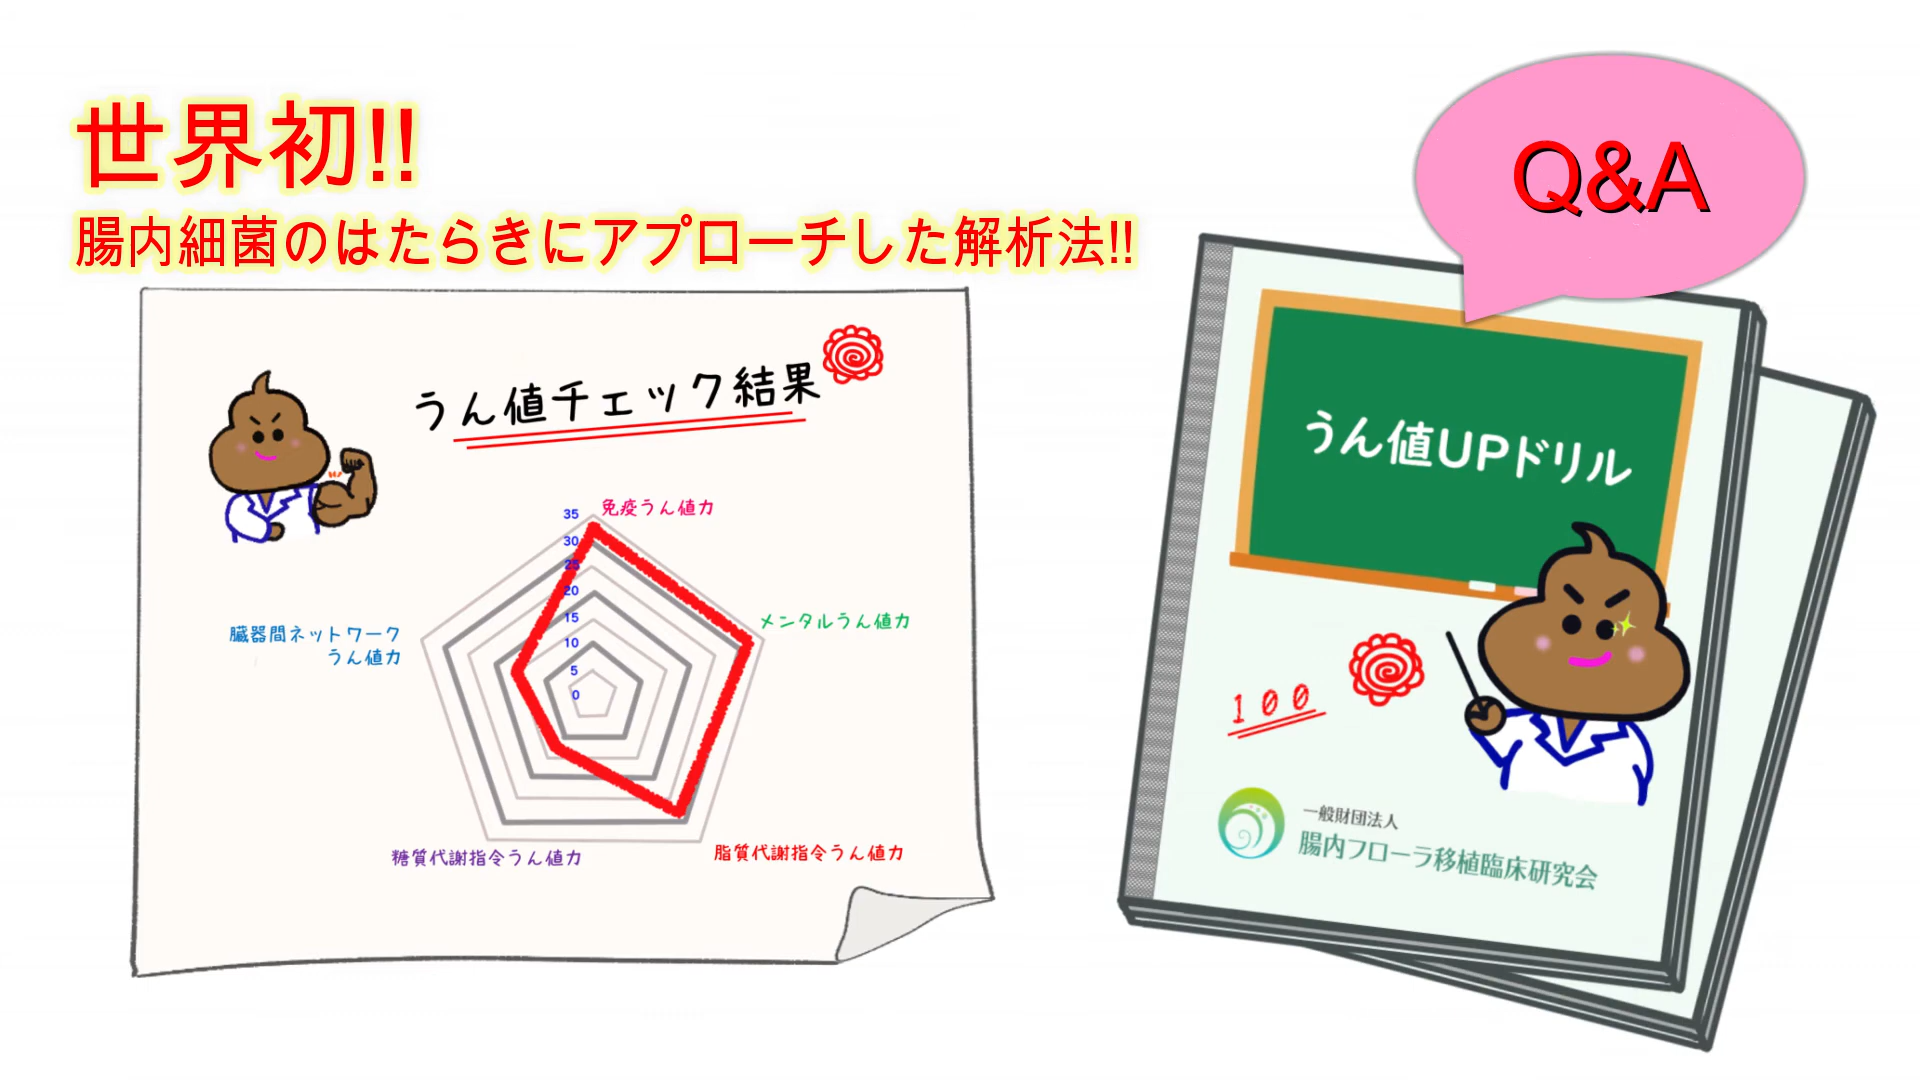 世界初!!
腸内細菌のはたらきにアプローチした解析法!!
Q&A
うん値チェック結果
35
30
25
20
15
10
5
0
免疫うん値力
メンタルうん値力
臓器間ネットワーク
うん値力
糖質代謝指令うん値力
脂質代謝指令うん値力
うん値UPドリル
100
一般財団法人
腸内フローラ移植臨床研究会